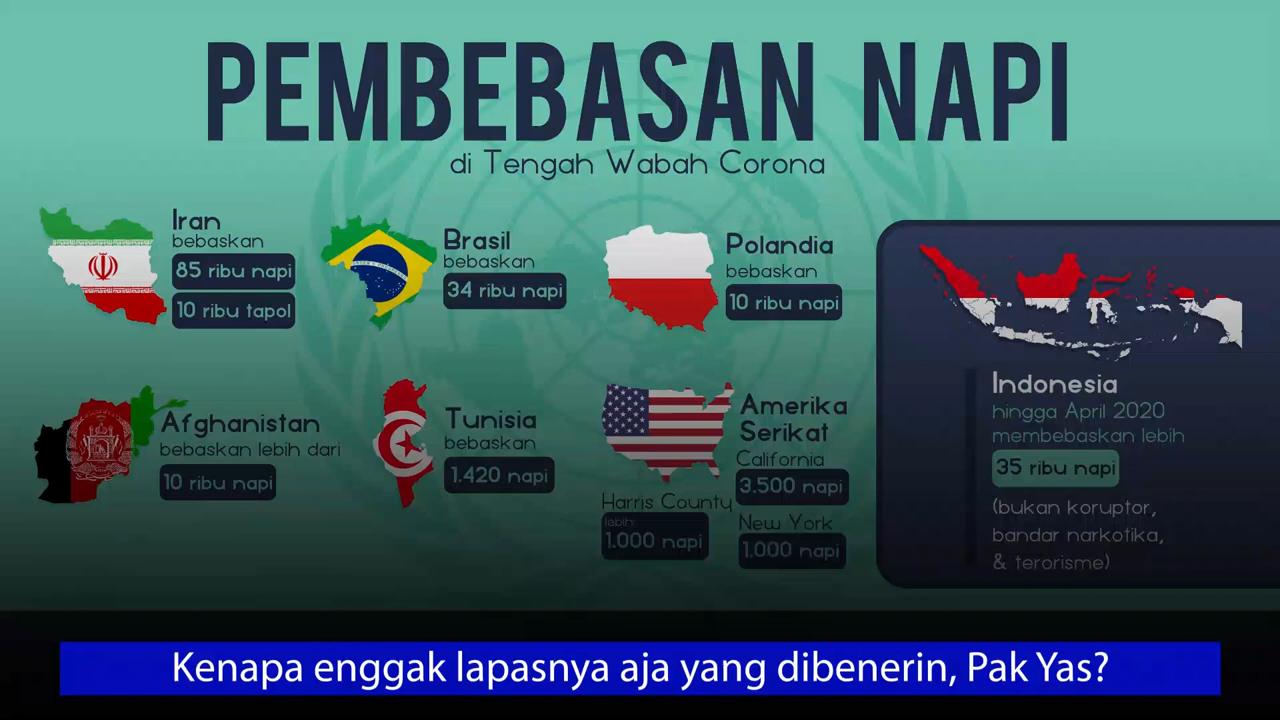 PEMBEBASAN NAPI
di Tengah Wabah Corona
Iran
bebaskan
85 ribu napi
10 ribu tapol
Brasil
bebaskan
34 ribu napi
Polandia
bebaskan
10 ribu napi
Afghanistan
bebaskan lebih dari
10 ribu napi
Tunisia
bebaskan
1.420 napi
Amerika
Serikat
California
3.500 napi
Harris County
lebih:
1.000 napi
New York
1.000 napi
Indonesia
hingga April 2020
membebaskan lebih
35 ribu napi
(bukan koruptor,
bandar narkotika,
& terorisme)
Kenapa enggak lapasnya aja yang dibenerin, Pak Yas?